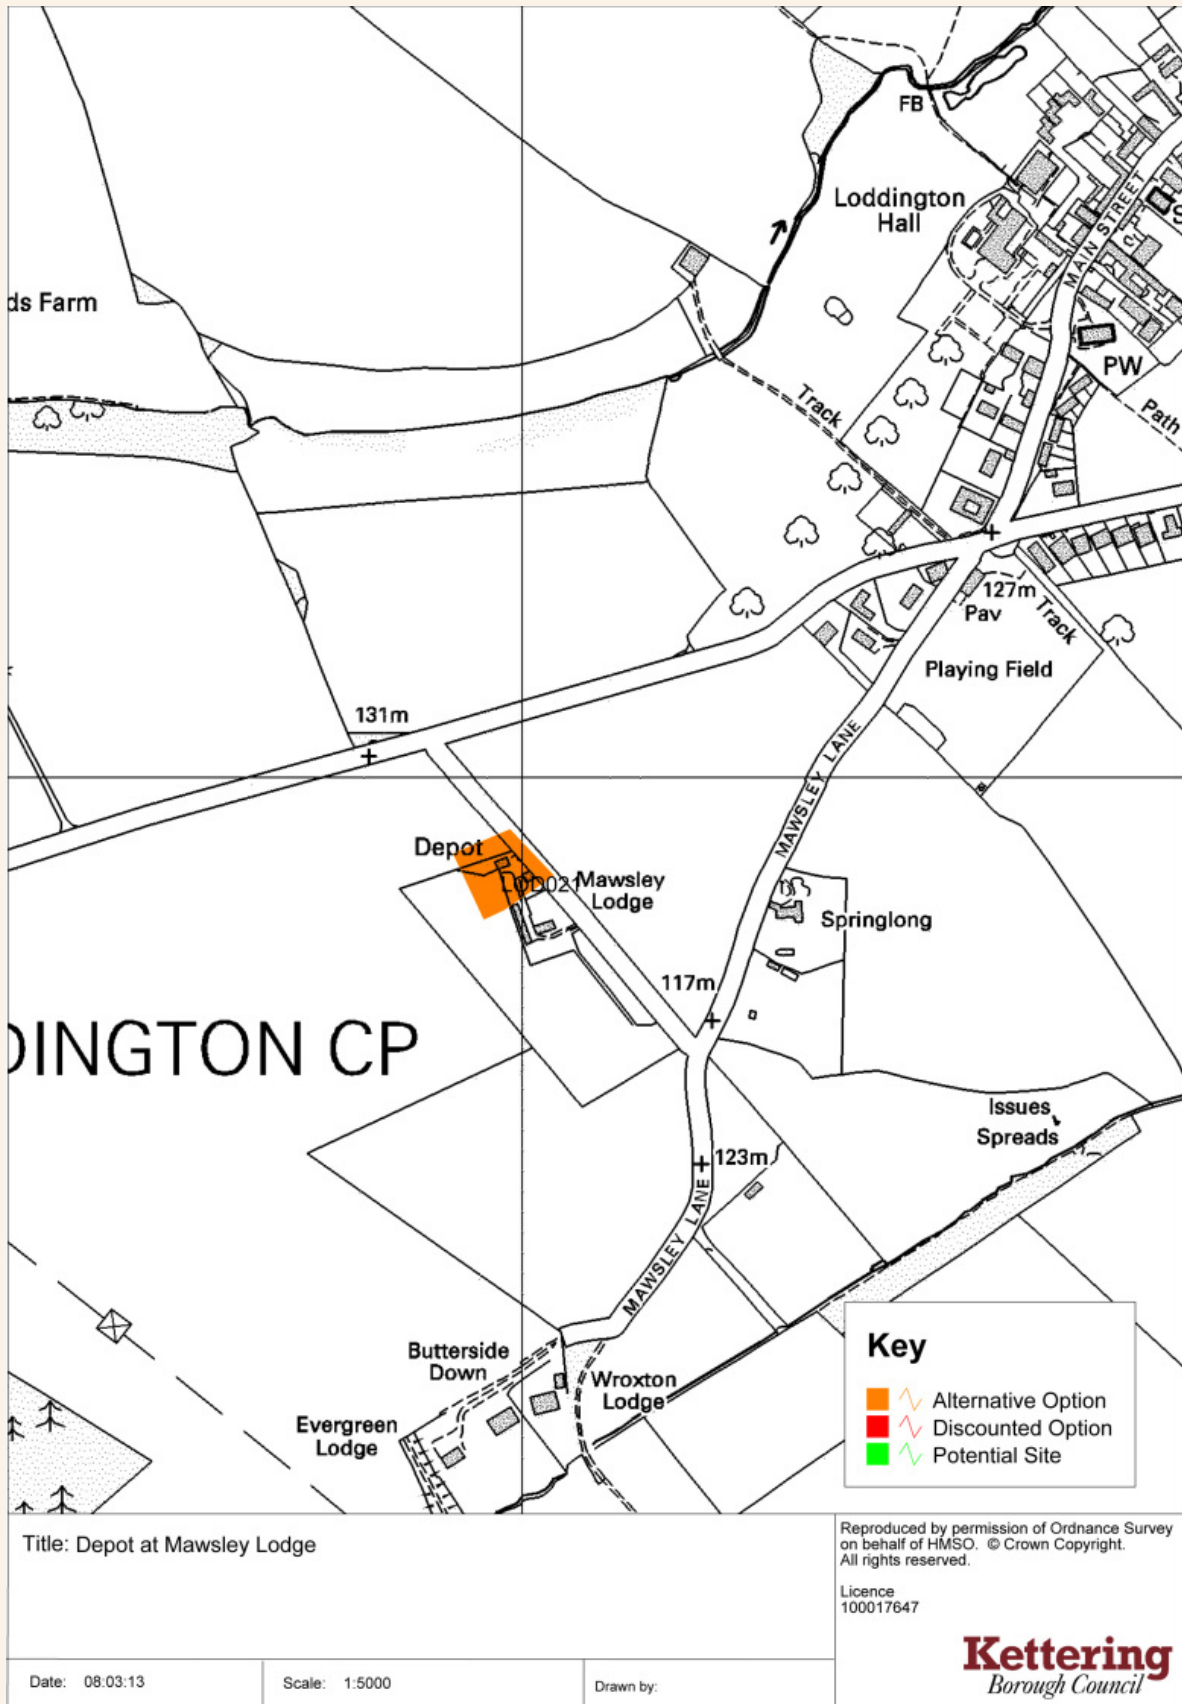 FB
Loddington
Hall
MAIN STREET
S
ds Farm
PW
Track
Path
127m
Pav
Track
Playing Field
131m
MAWSLEY LANE
Depot
LOD021
Mawsley
Lodge
Springlong
117m
DINGTON CP
Issues
Spreads
123m
MAWSLEY LANE
Butterside
Down
Wroxton
Lodge
Evergreen
Lodge
Key
Alternative Option
Discounted Option
Potential Site
Title: Depot at Mawsley Lodge
Reproduced by permission of Ordnance Survey
on behalf of HMSO. © Crown Copyright.
All rights reserved.
Licence
100017647
Kettering
Borough Council
Date: 08:03:13
Scale: 1:5000
Drawn by: